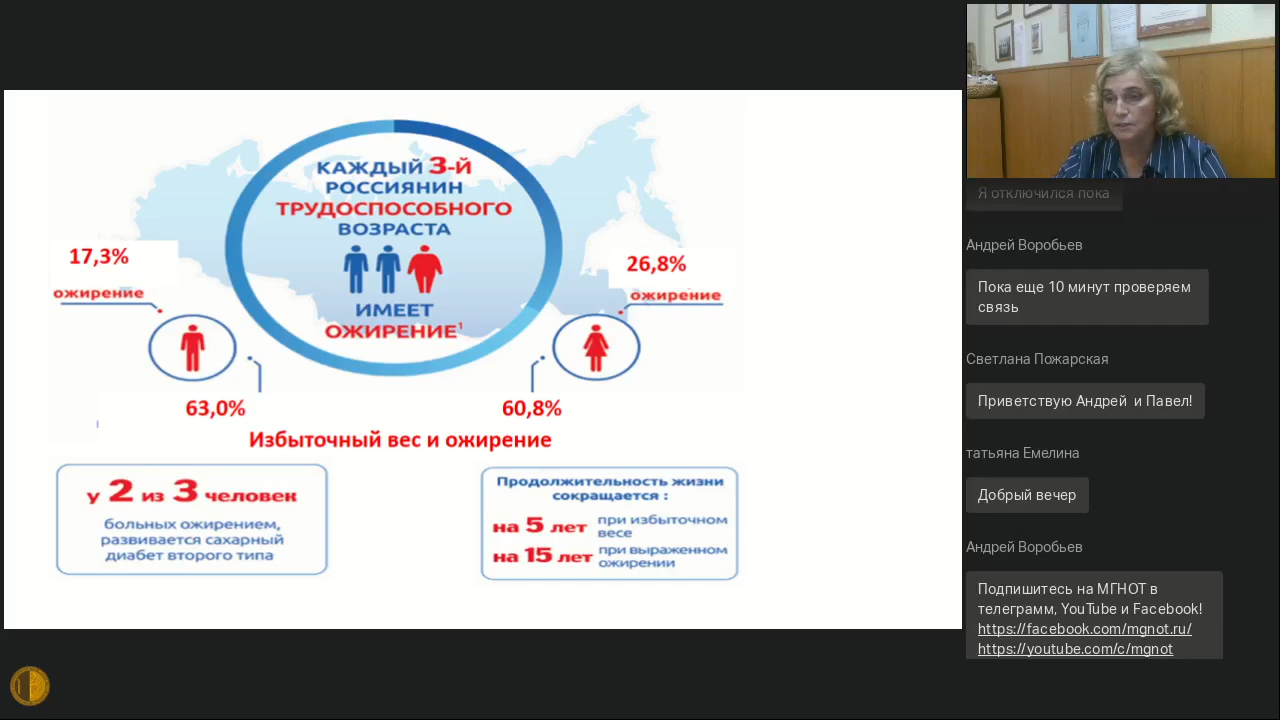 КАЖДЫЙ 3-Й
РОССИЯНИН
ТРУДОСПОСОБНОГО
ВОЗРАСТА
ИМЕЕТ
ОЖИРЕНИЕ¹
17,3%
ожирение
26,8%
ожирение
63,0%
60,8%
Избыточный вес и ожирение
у 2 из 3 человек
больных ожирением,
развивается сахарный
диабет второго типа
Продолжительность жизни
сокращается :
на 5 лет при избыточном
весе
на 15 лет при выраженном
ожирении
Я отключился пока
Андрей Воробьев
Пока еще 10 минут проверяем
связь
Светлана Пожарская
Приветствую Андрей и Павел!
татьяна Емелина
Добрый вечер
Андрей Воробьев
Подпишитесь на МГНОТ в
телеграмм, YouTube и Facebook!
https://facebook.com/mgnot.ru/
https://youtube.com/c/mgnot